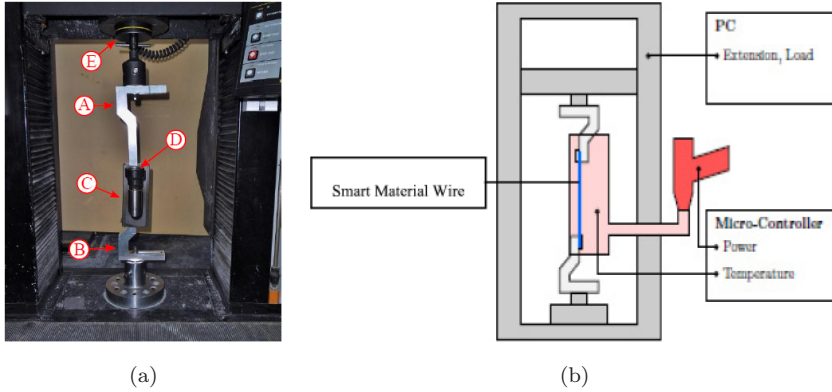 E
A
D
C
B
PC
Extension, Load
Smart Material Wire
Micro-Controller
Power
Temperature
(a)
(b)